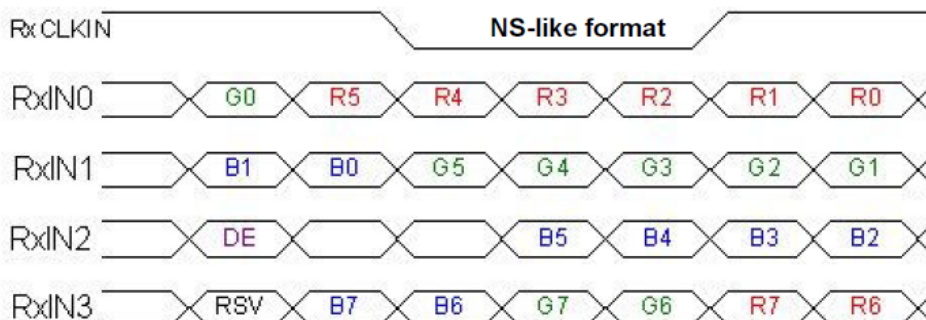 Rx CLKIN NS-like format
RxIN0 G0 R5 R4 R3 R2 R1 R0
RxIN1 B1 B0 G5 G4 G3 G2 G1
RxIN2 DE B5 B4 B3 B2
RxIN3 RSV B7 B6 G7 G6 R7 R6